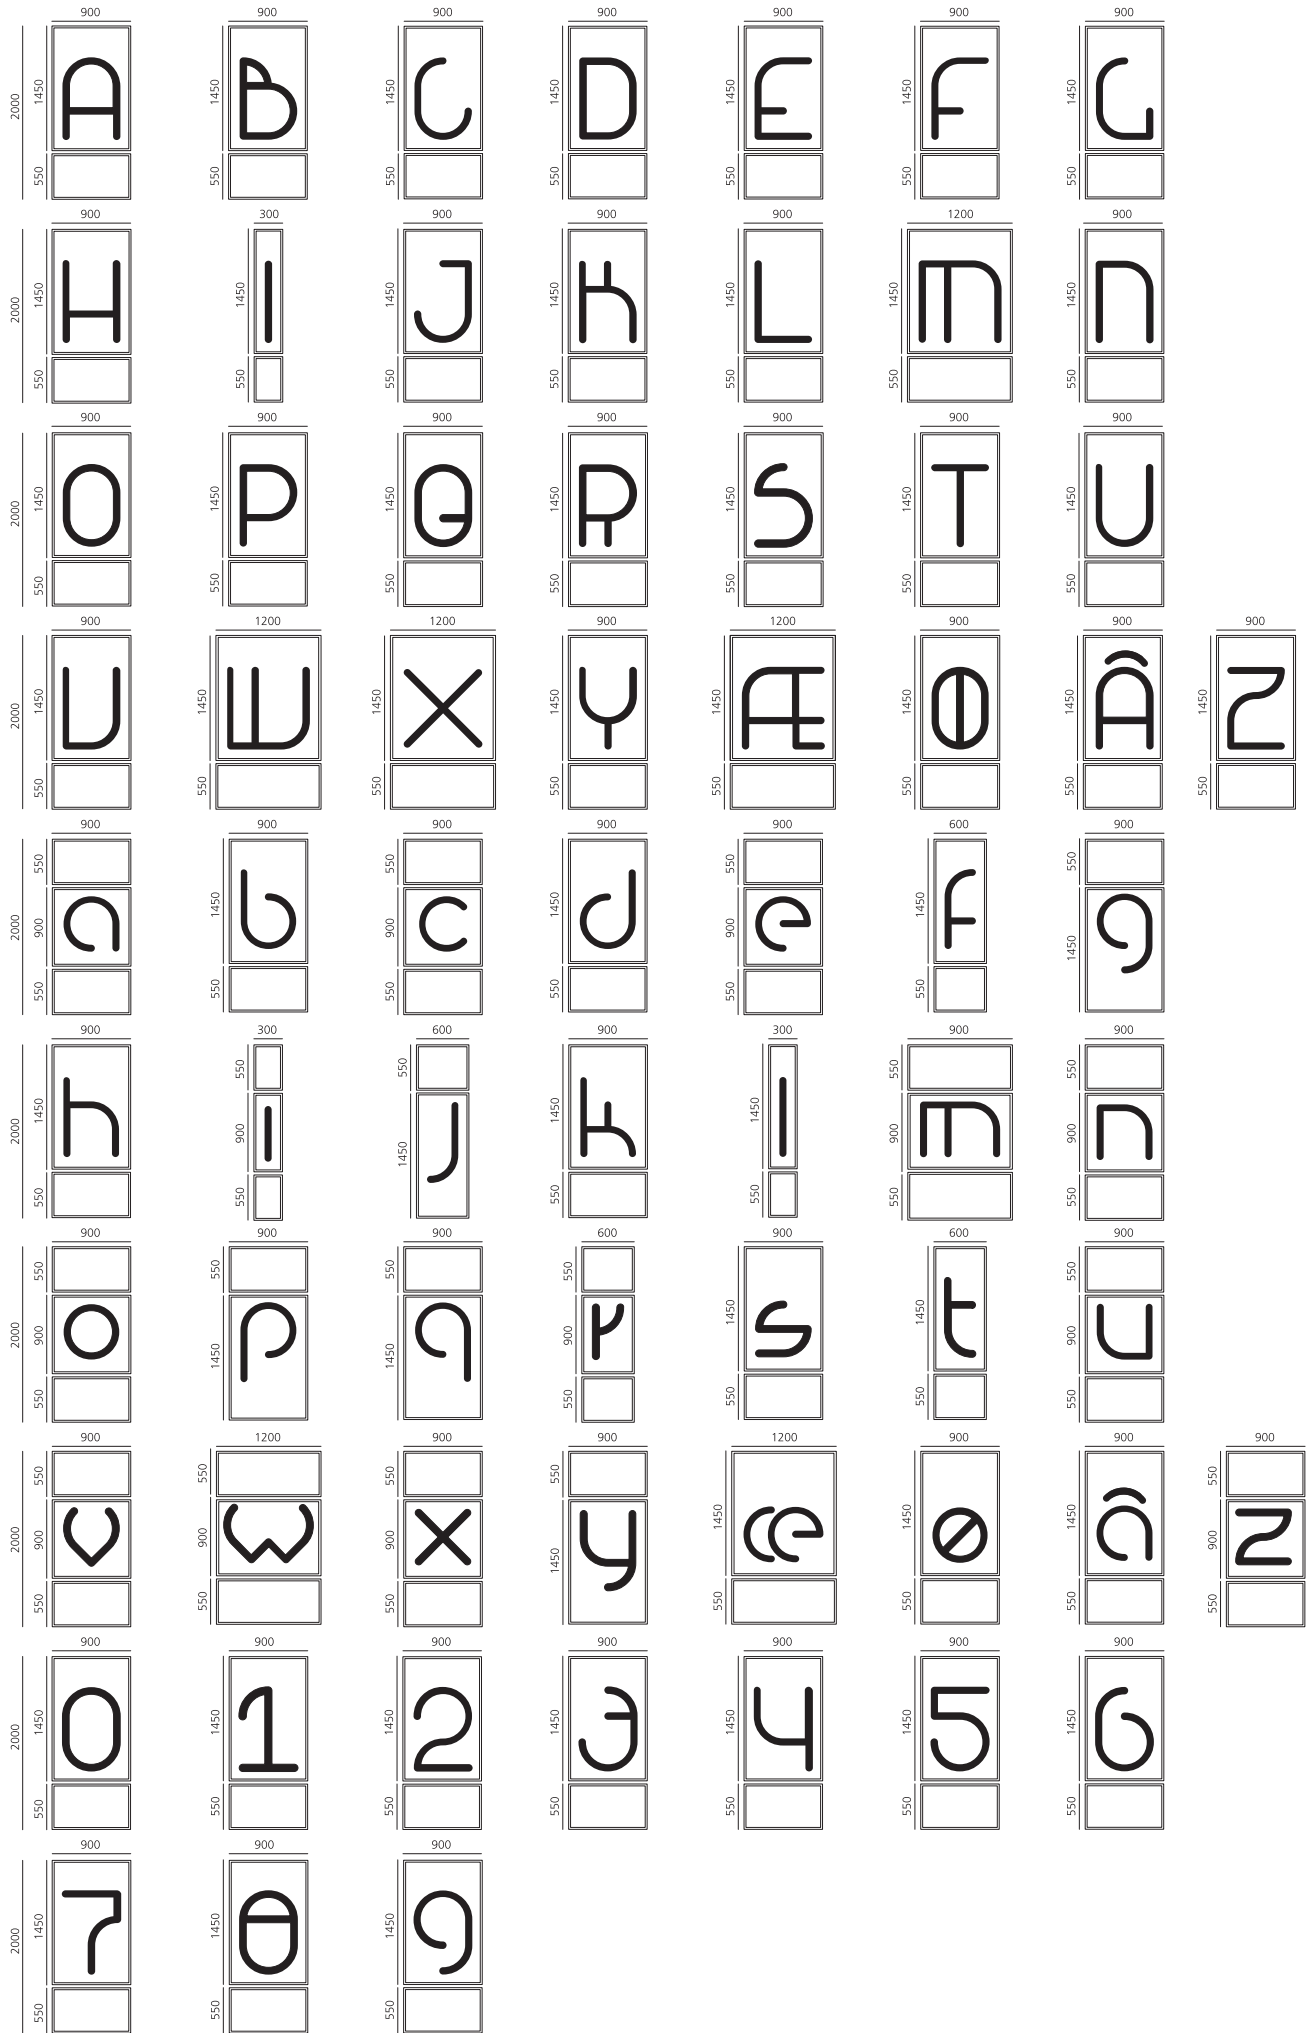 900 900 900 900 900 900 900
2000 1450 A 1450 B 1450 C 1450 D 1450 E 1450 F 1450 G
550 550 550 550 550 550 550
900 300 900 900 900 1200 900
2000 1450 H 1450 I 1450 J 1450 K 1450 L 1450 M 1450 N
550 550 550 550 550 550 550
900 900 900 900 900 900 900
2000 1450 O 1450 P 1450 Q 1450 R 1450 S 1450 T 1450 U
550 550 550 550 550 550 550
900 1200 1200 900 1200 900 900 900
2000 1450 V 1450 W 1450 X 1450 Y 1450 Æ 1450 Ø 1450 Â 1450 Z
550 550 550 550 550 550 550 550
900 900 900 900 900 600 900
550 550 550 550
2000 900 a 1450 b 900 c 1450 d 900 e 1450 f 1450 g
550 550 550 550 550 550
900 300 600 900 300 900 900
550 550 550 550
2000 1450 h 900 i 1450 j 1450 k 1450 l 900 m 900 n
550 550 550 550 550 550
900 900 900 600 900 600 900
550 550 550 550 550
2000 900 o 1450 p 1450 q 900 r 1450 s 1450 t 900 u
550 550 550 550 550
900 1200 900 900 1200 900 900 900
550 550 550 550 550
2000 900 v 900 w 900 x 1450 y 1450 æ 1450 ø 1450 â 900 z
550 550 550 550 550 550 550
900 900 900 900 900 900 900
2000 1450 0 1450 1 1450 2 1450 3 1450 4 1450 5 1450 6
550 550 550 550 550 550 550
900 900 900
2000 1450 7 1450 8 1450 9
550 550 550